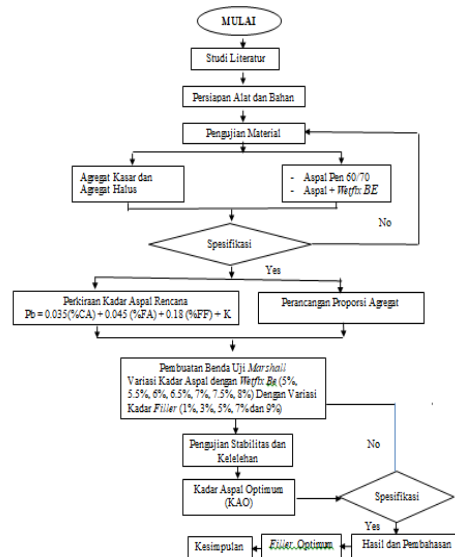 MULAI
Studi Literatur
Persiapan Alat dan Bahan
Pengujian Material
Agregat Kasar dan
Agregat Halus
- Aspal Pen 60/70
- Aspal + Wetfix BE
No
Spesifikasi
Yes
Perkiraan Kadar Aspal Rencana
Pb = 0.035(%CA) + 0.045 (%FA) + 0.18 (%FF) + K
Perancangan Proporsi Agregat
Pembuatan Benda Uji Marshall
Variasi Kadar Aspal dengan Wetfix Be (5%,
5.5%, 6%, 6.5%, 7%, 7.5%, 8%) Dengan Variasi
Kadar Filler (1%, 3%, 5%, 7% dan 9%)
Pengujian Stabilitas dan
Kelelehan
No
Kadar Aspal Optimum
(KAO)
Spesifikasi
Yes
Kesimpulan
Filler Optimum
Hasil dan Pembahasan